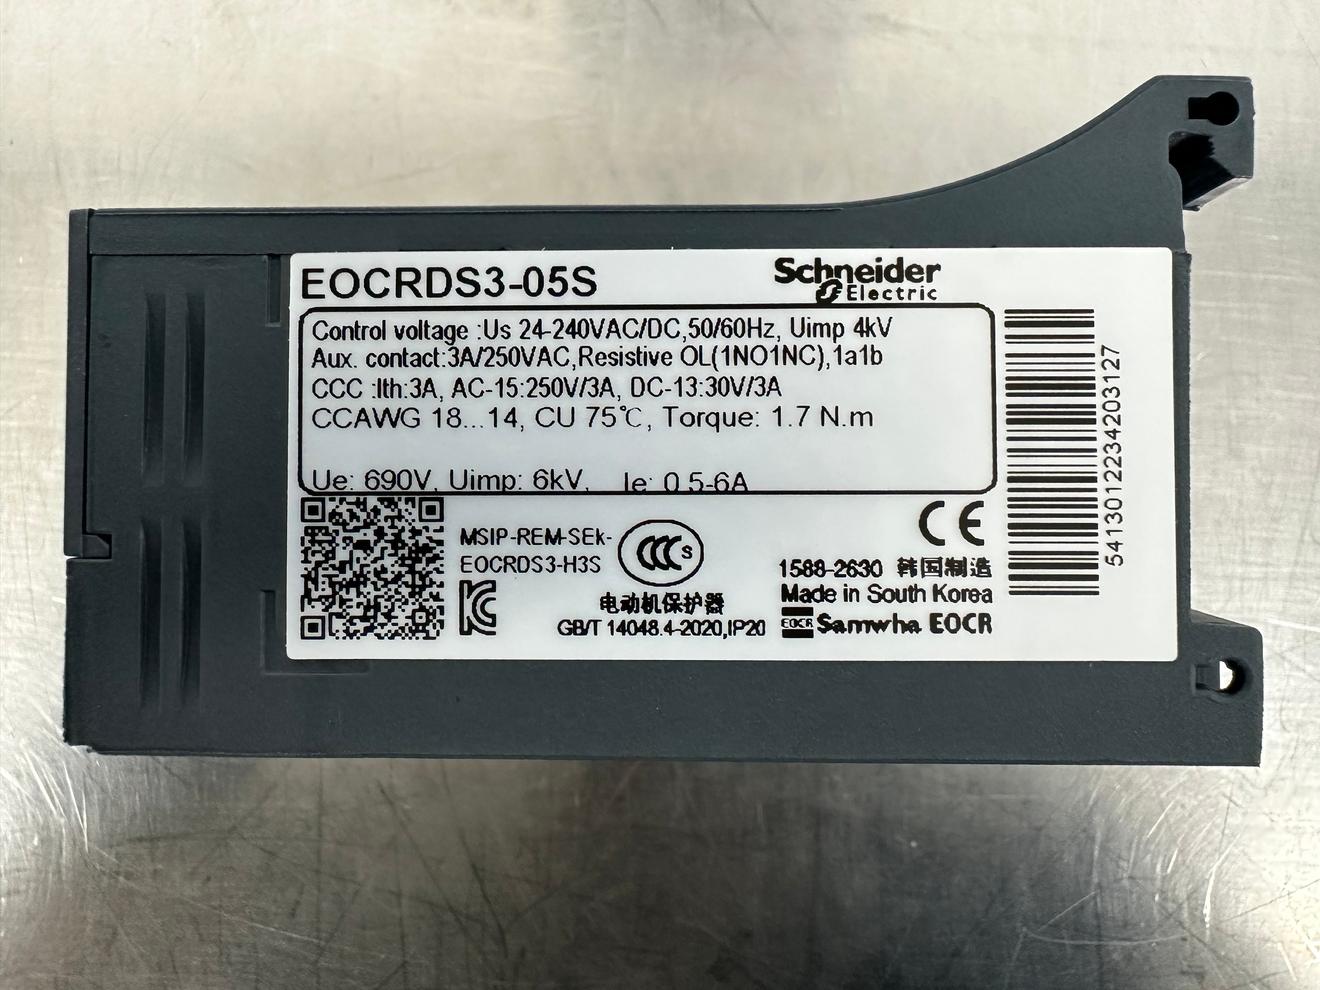 EOCRDS3-05S
Schneider
Electric
Control voltage :Us 24-240VAC/DC,50/60Hz, Uimp 4kV
Aux. contact:3A/250VAC,Resistive OL(1NO1NC),1a1b
CCC :Ith:3A, AC-15:250V/3A, DC-13:30V/3A
CCAWG 18...14, CU 75℃, Torque: 1.7 N.m
Ue: 690V, Uimp: 6kV, Ie: 0.5-6A
MSIP-REM-SEk-
EOCRDS3-H3S
CCC S
电动机保护器
GB/T 14048.4-2020,IP20
CE
1588-2630 韩国制造
Made in South Korea
EOCR Samwha EOCR
5413012234203127